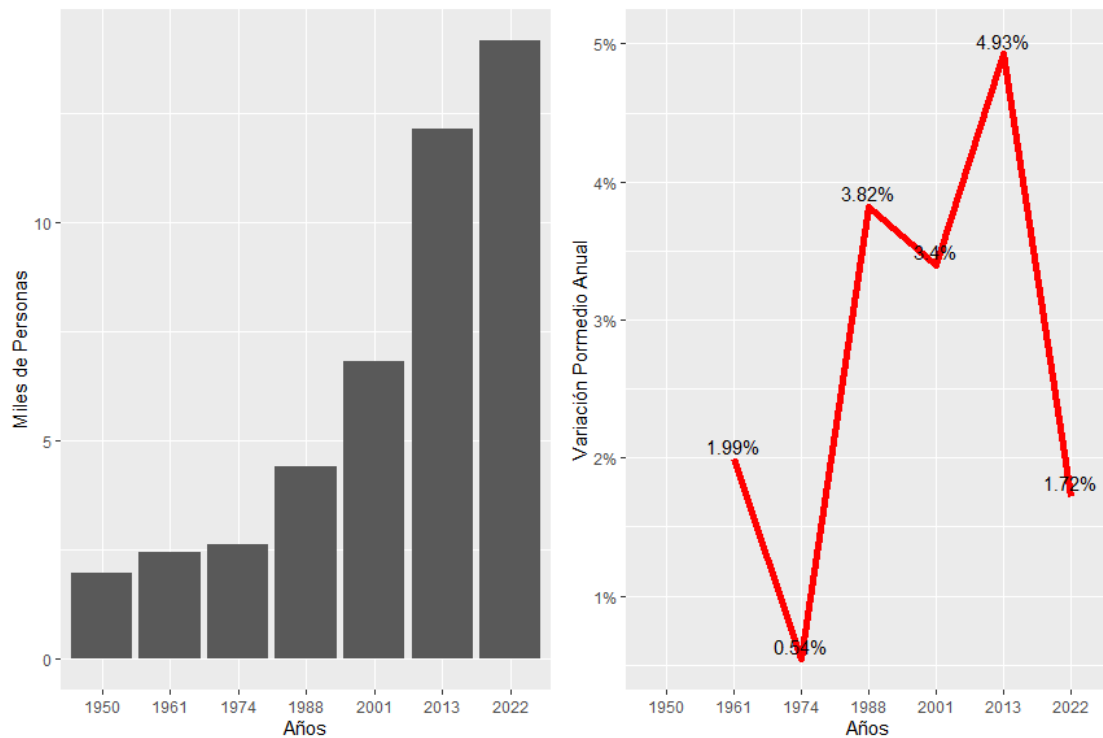 Miles de Personas
10
5
0
1950 1961 1974 1988 2001 2013 2022
Años
Variación Pormedio Anual
5%
4%
3%
2%
1%
1.99%
0.54%
3.82%
3.4%
4.93%
1.72%
1950 1961 1974 1988 2001 2013 2022
Años